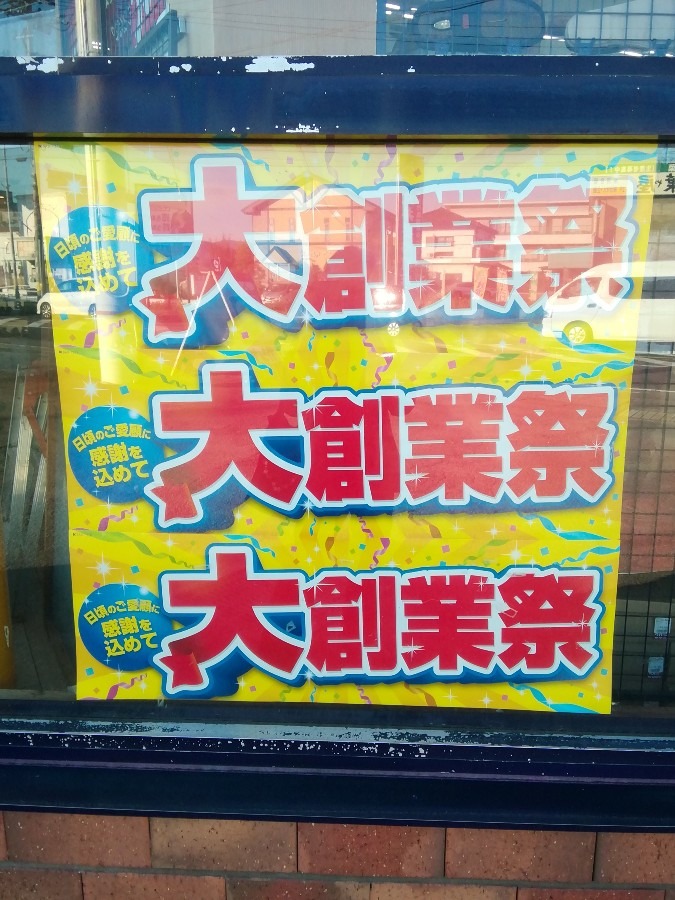 日頃のご愛顧に
感謝を
込めて
大創業祭
日頃のご愛顧に
感謝を
込めて
大創業祭
日頃のご愛顧に
感謝を
込めて
大創業祭